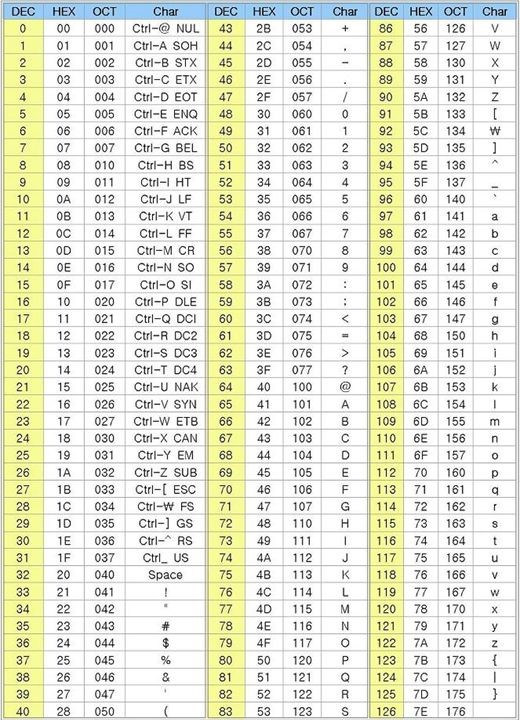 DEC HEX OCT Char DEC HEX OCT Char DEC HEX OCT Char
0 00 000 Ctrl-@ NUL 43 2B 053 + 86 56 126 V
1 01 001 Ctrl-A SOH 44 2C 054 , 87 57 127 W
2 02 002 Ctrl-B STX 45 2D 055 - 88 58 130 X
3 03 003 Ctrl-C ETX 46 2E 056 . 89 59 131 Y
4 04 004 Ctrl-D EOT 47 2F 057 / 90 5A 132 Z
5 05 005 Ctrl-E ENQ 48 30 060 0 91 5B 133 [
6 06 006 Ctrl-F ACK 49 31 061 1 92 5C 134 ₩
7 07 007 Ctrl-G BEL 50 32 062 2 93 5D 135 ]
8 08 010 Ctrl-H BS 51 33 063 3 94 5E 136 ^
9 09 011 Ctrl-I HT 52 34 064 4 95 5F 137 _
10 0A 012 Ctrl-J LF 53 35 065 5 96 60 140 `
11 0B 013 Ctrl-K VT 54 36 066 6 97 61 141 a
12 0C 014 Ctrl-L FF 55 37 067 7 98 62 142 b
13 0D 015 Ctrl-M CR 56 38 070 8 99 63 143 c
14 0E 016 Ctrl-N SO 57 39 071 9 100 64 144 d
15 0F 017 Ctrl-O SI 58 3A 072 : 101 65 145 e
16 10 020 Ctrl-P DLE 59 3B 073 ; 102 66 146 f
17 11 021 Ctrl-Q DCI 60 3C 074 < 103 67 147 g
18 12 022 Ctrl-R DC2 61 3D 075 = 104 68 150 h
19 13 023 Ctrl-S DC3 62 3E 076 > 105 69 151 i
20 14 024 Ctrl-T DC4 63 3F 077 ? 106 6A 152 j
21 15 025 Ctrl-U NAK 64 40 100 @ 107 6B 153 k
22 16 026 Ctrl-V SYN 65 41 101 A 108 6C 154 l
23 17 027 Ctrl-W ETB 66 42 102 B 109 6D 155 m
24 18 030 Ctrl-X CAN 67 43 103 C 110 6E 156 n
25 19 031 Ctrl-Y EM 68 44 104 D 111 6F 157 o
26 1A 032 Ctrl-Z SUB 69 45 105 E 112 70 160 p
27 1B 033 Ctrl-[ ESC 70 46 106 F 113 71 161 q
28 1C 034 Ctrl-₩ FS 71 47 107 G 114 72 162 r
29 1D 035 Ctrl-] GS 72 48 110 H 115 73 163 s
30 1E 036 Ctrl-^ RS 73 49 111 I 116 74 164 t
31 1F 037 Ctrl_ US 74 4A 112 J 117 75 165 u
32 20 040 Space 75 4B 113 K 118 76 166 v
33 21 041 ! 76 4C 114 L 119 77 167 w
34 22 042 " 77 4D 115 M 120 78 170 x
35 23 043 # 78 4E 116 N 121 79 171 y
36 24 044 $ 79 4F 117 O 122 7A 172 z
37 25 045 % 80 50 120 P 123 7B 173 {
38 26 046 & 81 51 121 Q 124 7C 174 |
39 27 047 ' 82 52 122 R 125 7D 175 }
40 28 050 ( 83 53 123 S 126 7E 176